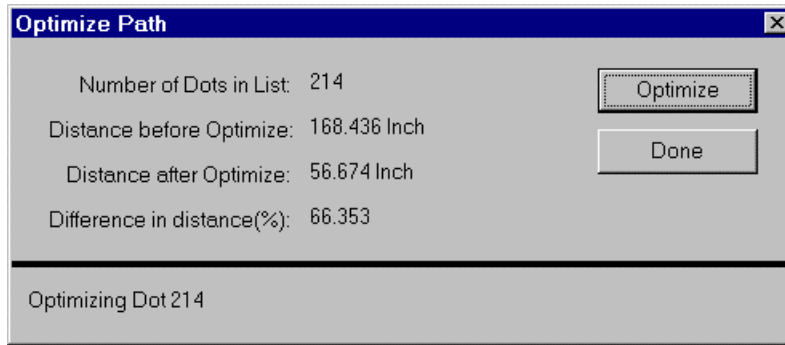 Optimize Path
Number of Dots in List: 214
Optimize
Distance before Optimize: 168.436 Inch
Done
Distance after Optimize: 56.674 Inch
Difference in distance(%): 66.353
Optimizing Dot 214